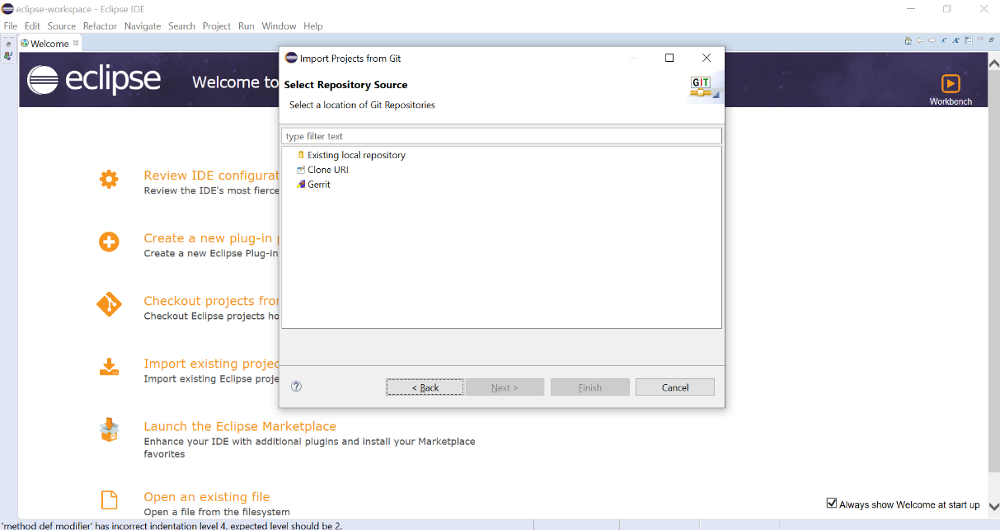 eclipse-workspace - Eclipse IDE
File Edit Source Refactor Navigate Search Project Run Window Help
Welcome
eclipse
Welcome to
Workbench
Import Projects from Git
Select Repository Source
Select a location of Git Repositories
GIT
type filter text
Existing local repository
Clone URI
Gerrit
< Back
Next >
Finish
Cancel
Review IDE configurat
Review the IDE's most fierce
Create a new plug-in
Create a new Eclipse Plug-in
Checkout projects from
Checkout Eclipse projects ho
Import existing projec
Import existing Eclipse proje
Launch the Eclipse Marketplace
Enhance your IDE with additional plugins and install your Marketplace
favorites
Open an existing file
Open a file from the filesystem
Always show Welcome at start up
'method def modifier' has incorrect indentation level 4, expected level should be 2.